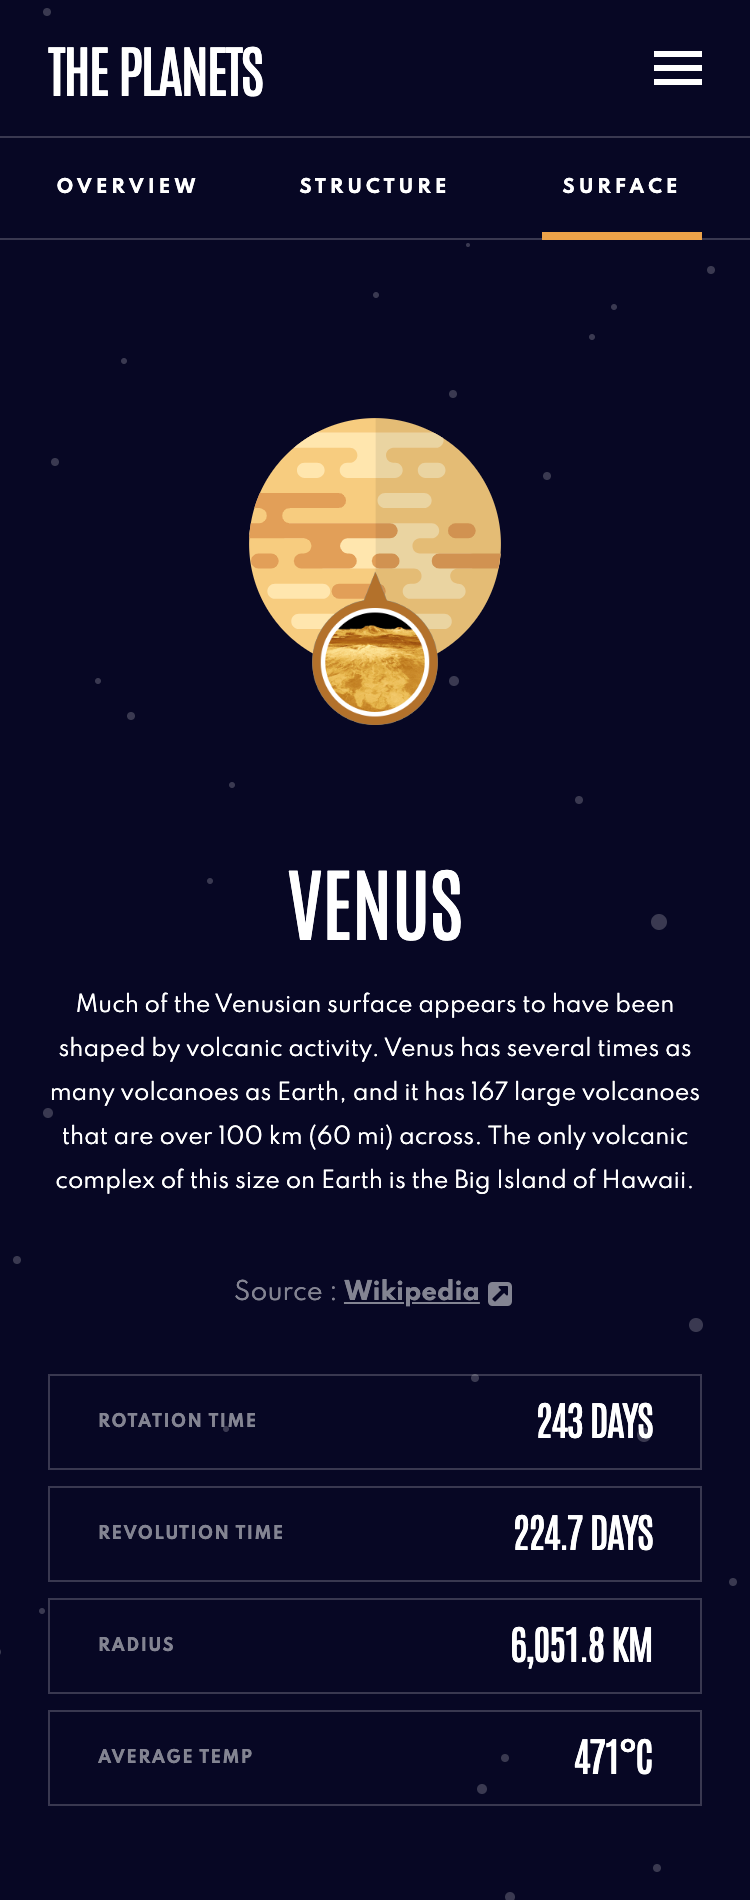 THE PLANETS
OVERVIEW STRUCTURE SURFACE
VENUS
Much of the Venusian surface appears to have been
shaped by volcanic activity. Venus has several times as
many volcanoes as Earth, and it has 167 large volcanoes
that are over 100 km (60 mi) across. The only volcanic
complex of this size on Earth is the Big Island of Hawaii.
Source : Wikipedia
ROTATION TIME 243 DAYS
REVOLUTION TIME 224.7 DAYS
RADIUS 6,051.8 KM
AVERAGE TEMP 471°C